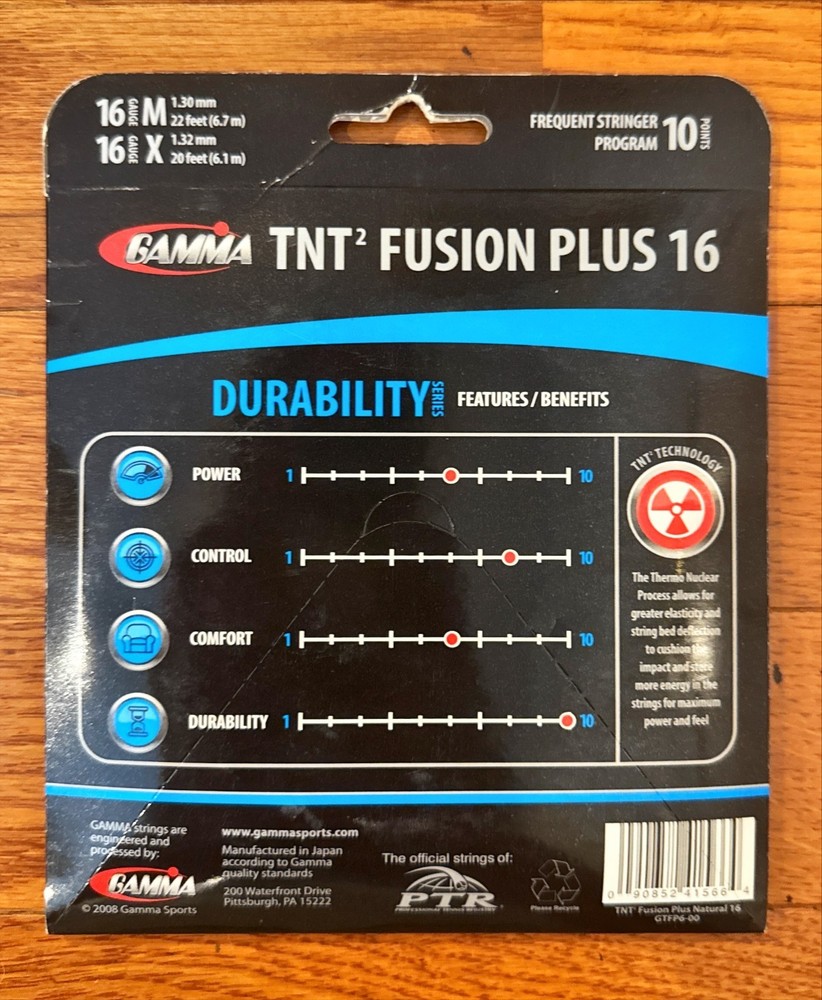 16 GAUGE M 1.30 mm
22 feet (6.7 m)
16 GAUGE X 1.32 mm
20 feet (6.1 m)
FREQUENT STRINGER
PROGRAM 10 POINTS
GAMMA TNT² FUSION PLUS 16
DURABILITY SERIES FEATURES / BENEFITS
POWER 1 10
CONTROL 1 10
COMFORT 1 10
DURABILITY 1 10
TNT² TECHNOLOGY
The Thermo Nuclear
Process allows for
greater elasticity and
string bed deflection
to cushion the
impact and store
more energy in the
strings for maximum
power and feel
GAMMA strings are
engineered and
processed by:
GAMMA
© 2008 Gamma Sports
www.gammasports.com
Manufactured in Japan
according to Gamma
quality standards
200 Waterfront Drive
Pittsburgh, PA 15222
The official strings of:
PTR
PROFESSIONAL TENNIS REGISTRY
Please Recycle
0 90852 41566 4
TNT² Fusion Plus Natural 16
GTFP6-00